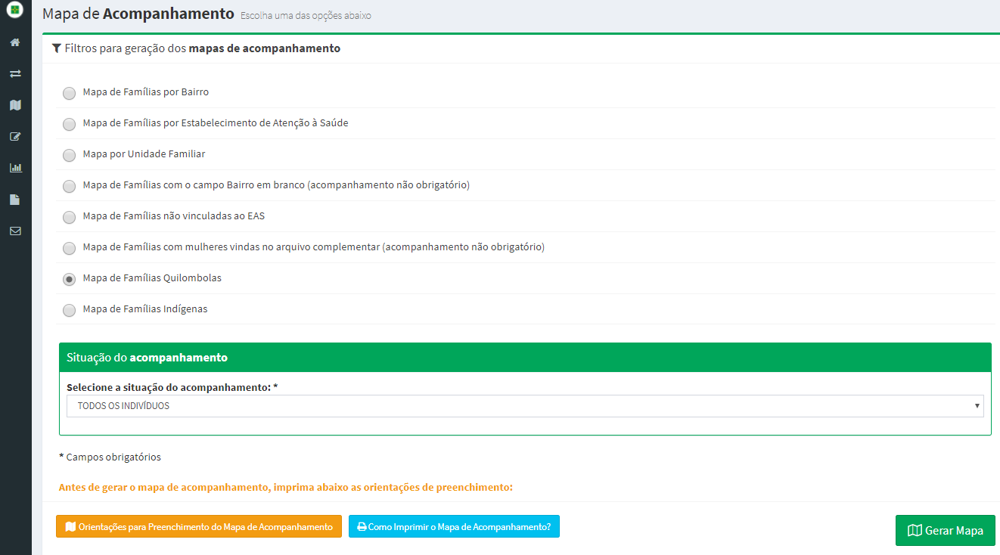 Mapa de Acompanhamento Escolha uma das opções abaixo
Filtros para geração dos mapas de acompanhamento
Mapa de Famílias por Bairro
Mapa de Famílias por Estabelecimento de Atenção à Saúde
Mapa por Unidade Familiar
Mapa de Famílias com o campo Bairro em branco (acompanhamento não obrigatório)
Mapa de Famílias não vinculadas ao EAS
Mapa de Famílias com mulheres vindas no arquivo complementar (acompanhamento não obrigatório)
Mapa de Famílias Quilombolas
Mapa de Famílias Indígenas
Situação do acompanhamento
Selecione a situação do acompanhamento: *
TODOS OS INDIVÍDUOS
* Campos obrigatórios
Antes de gerar o mapa de acompanhamento, imprima abaixo as orientações de preenchimento:
Orientações para Preenchimento do Mapa de Acompanhamento
Como Imprimir o Mapa de Acompanhamento?
Gerar Mapa